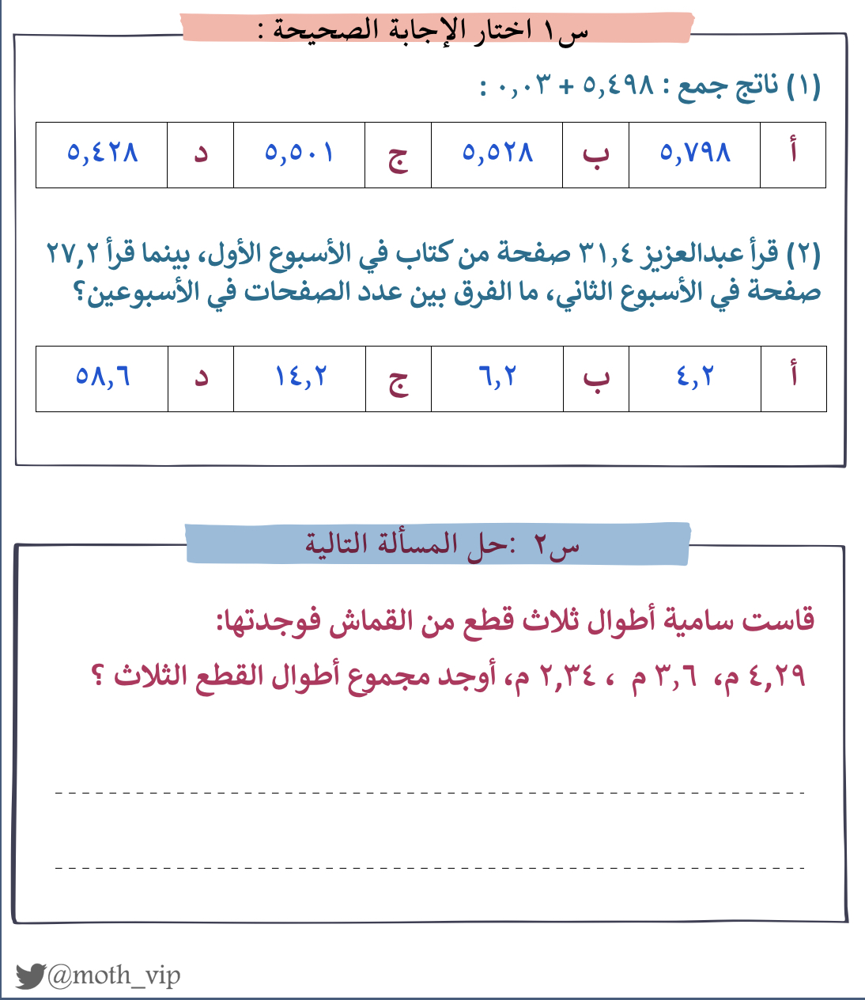 س١ اختار الإجابة الصحيحة :
(١) ناتج جمع : ٥,٤٩٨ + ٠,٠٣ :
أ ٥,٧٩٨ ب ٥,٥٢٨ ج ٥,٥٠١ د ٥,٤٢٨
(٢) قرأ عبدالعزيز ٣١,٤ صفحة من كتاب في الأسبوع الأول، بينما قرأ ٢٧,٢
صفحة في الأسبوع الثاني، ما الفرق بين عدد الصفحات في الأسبوعين؟
أ ٤,٢ ب ٦,٢ ج ١٤,٢ د ٥٨,٦
س٢ :حل المسألة التالية
قاست سامية أطوال ثلاث قطع من القماش فوجدتها:
٤,٢٩ م، ٣,٦ م ، ٢,٣٤ م، أوجد مجموع أطوال القطع الثلاث ؟
@moth_vip